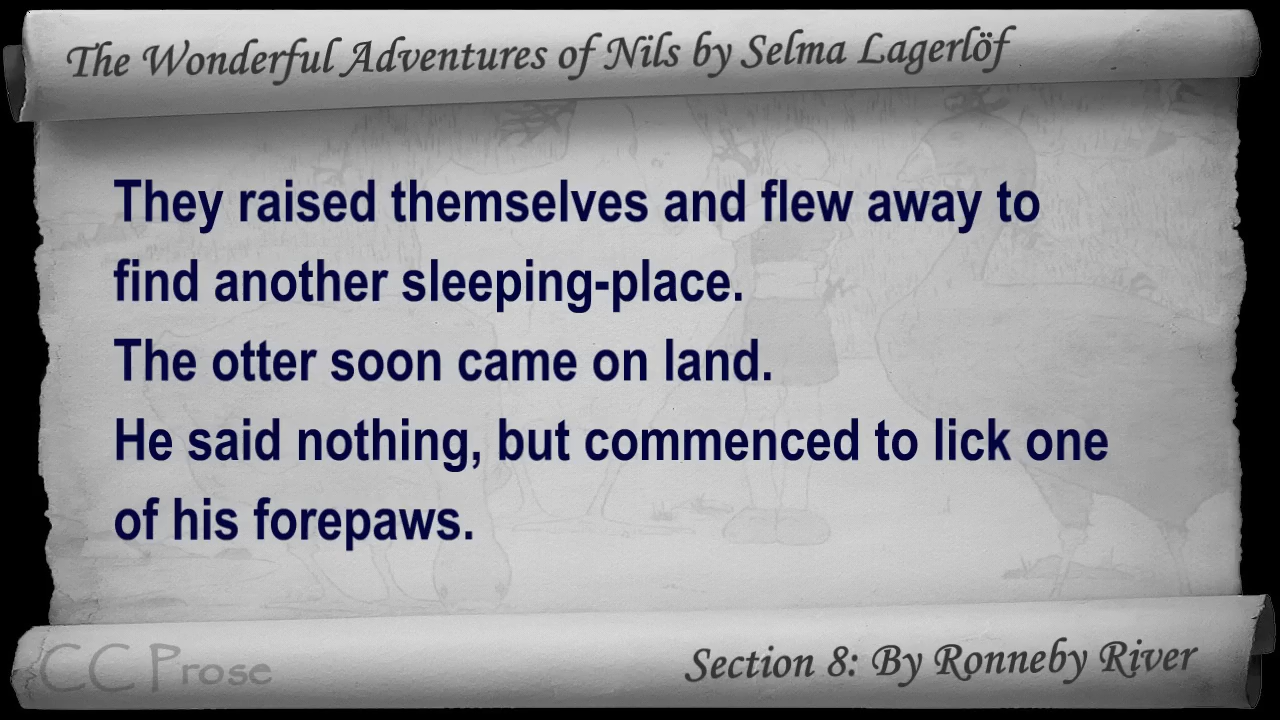 The Wonderful Adventures of Nils by Selma Lagerlöf
They raised themselves and flew away to
find another sleeping-place.
The otter soon came on land.
He said nothing, but commenced to lick one
of his forepaws.
CC Prose
Section 8: By Ronneby River